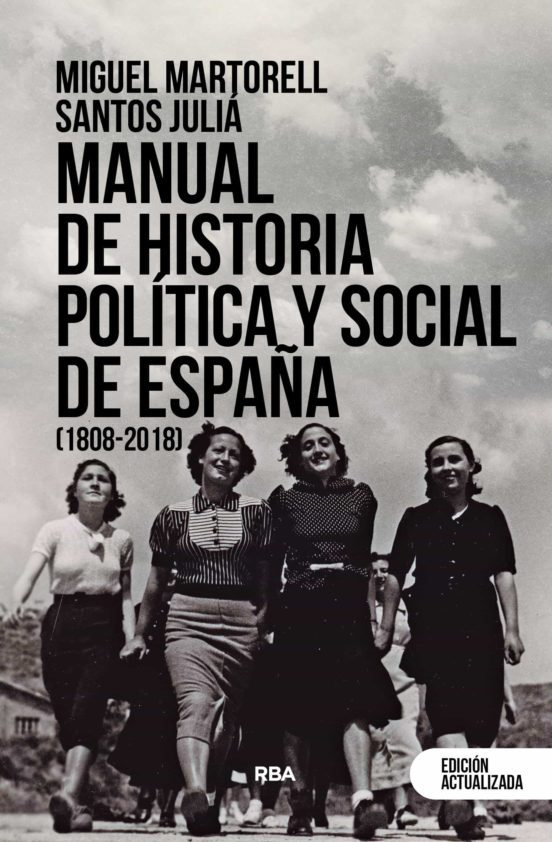 MIGUEL MARTORELL
SANTOS JULIÁ
MANUAL
DE HISTORIA
POLÍTICA Y SOCIAL
DE ESPAÑA
(1808-2018)
RBA
EDICIÓN
ACTUALIZADA